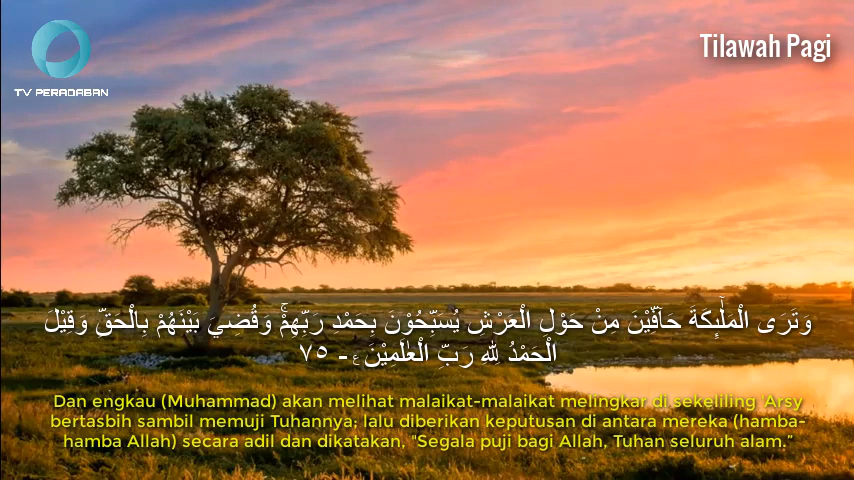 TV PERADABAN
Tilawah Pagi
وَتَرَى الْمَلٰۤىِٕكَةَ حَاۤفِّيْنَ مِنْ حَوْلِ الْعَرْشِ يُسَبِّحُوْنَ بِحَمْدِ رَبِّهِمْۚ وَقُضِيَ بَيْنَهُمْ بِالْحَقِّ وَقِيْلَ
الْحَمْدُ لِلّٰهِ رَبِّ الْعٰلَمِيْنَ ࣖ - ٧٥
Dan engkau (Muhammad) akan melihat malaikat-malaikat melingkar di sekeliling 'Arsy
bertasbih sambil memuji Tuhannya; lalu diberikan keputusan di antara mereka (hamba-
hamba Allah) secara adil dan dikatakan, "Segala puji bagi Allah, Tuhan seluruh alam."